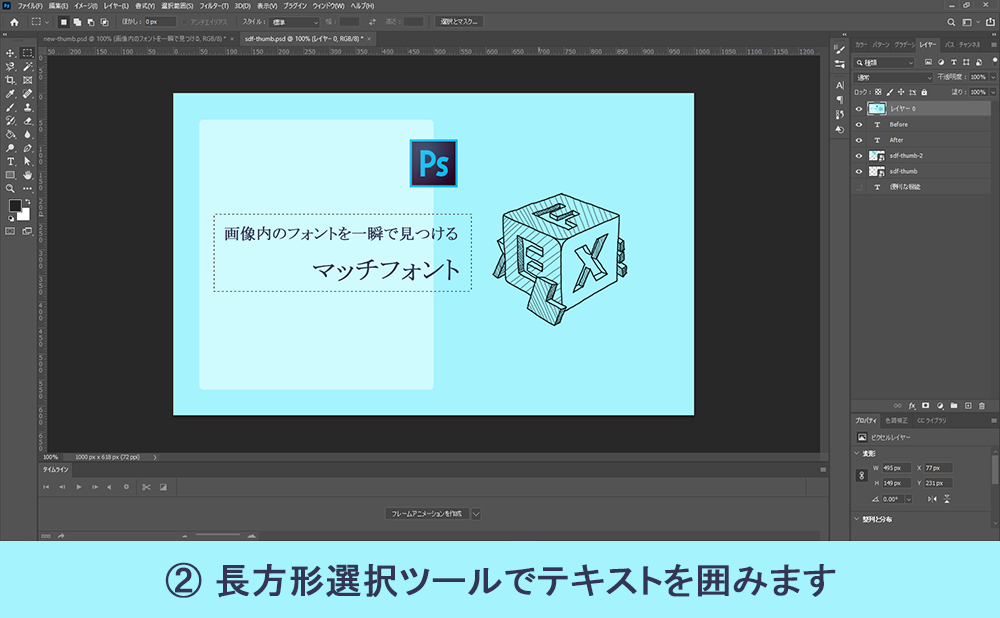 Ps ファイル(F) 編集(E) イメージ(I) レイヤー(L) 書式(Y) 選択範囲(S) フィルター(T) 3D(D) 表示(V) プラグイン ウィンドウ(W) ヘルプ(H)
ぼかし: 0 px アンチエイリアス スタイル: 標準 幅: 高さ: 選択とマスク...
new-thumb.psd @ 100% (画像内のフォントを一瞬で見つける, RGB/8) * × sdf-thumb.psd @ 100% (レイヤー 0, RGB/8) * ×
カラー パターン グラデーシ レイヤー パス チャンネル
種類
通常 不透明度: 100%
ロック: 塗り: 100%
レイヤー 0
Before
After
sdf-thumb-2
sdf-thumb
便利な機能
Ps
画像内のフォントを一瞬で見つける
マッチフォント
F
E X
L
プロパティ 色調補正 CC ライブラリ
ピクセルレイヤー
変形
W 495 px X 77 px
H 149 px Y 231 px
0.00°
整列と分布
100% 1000 px x 618 px (72 ppi)
タイムライン
フレームアニメーションを作成
② 長方形選択ツールでテキストを囲みます